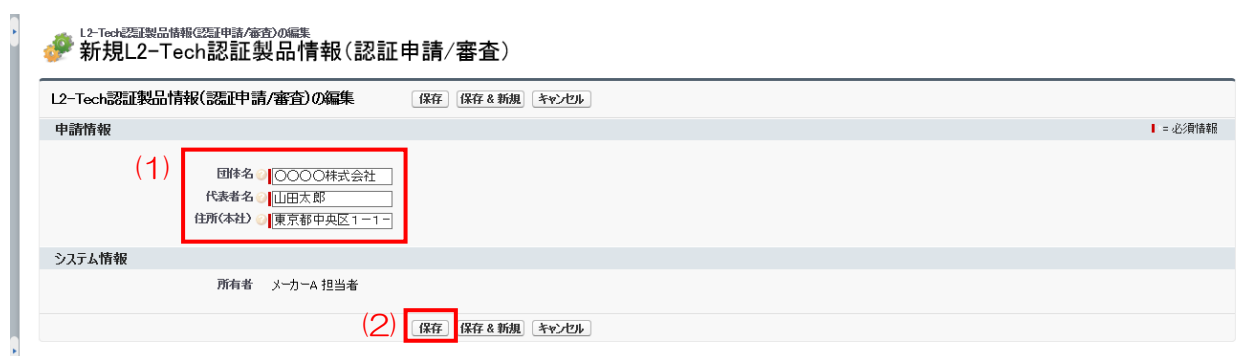 L2-Tech認証製品情報(認証申請/審査)の編集
新規L2-Tech認証製品情報(認証申請/審査)
L2-Tech認証製品情報(認証申請/審査)の編集 保存 保存 & 新規 キャンセル
申請情報 = 必須情報
(1)
団体名 〇〇〇〇株式会社
代表者名 山田太郎
住所(本社) 東京都中央区1-1-
システム情報
所有者 メーカーA 担当者
(2) 保存 保存 & 新規 キャンセル